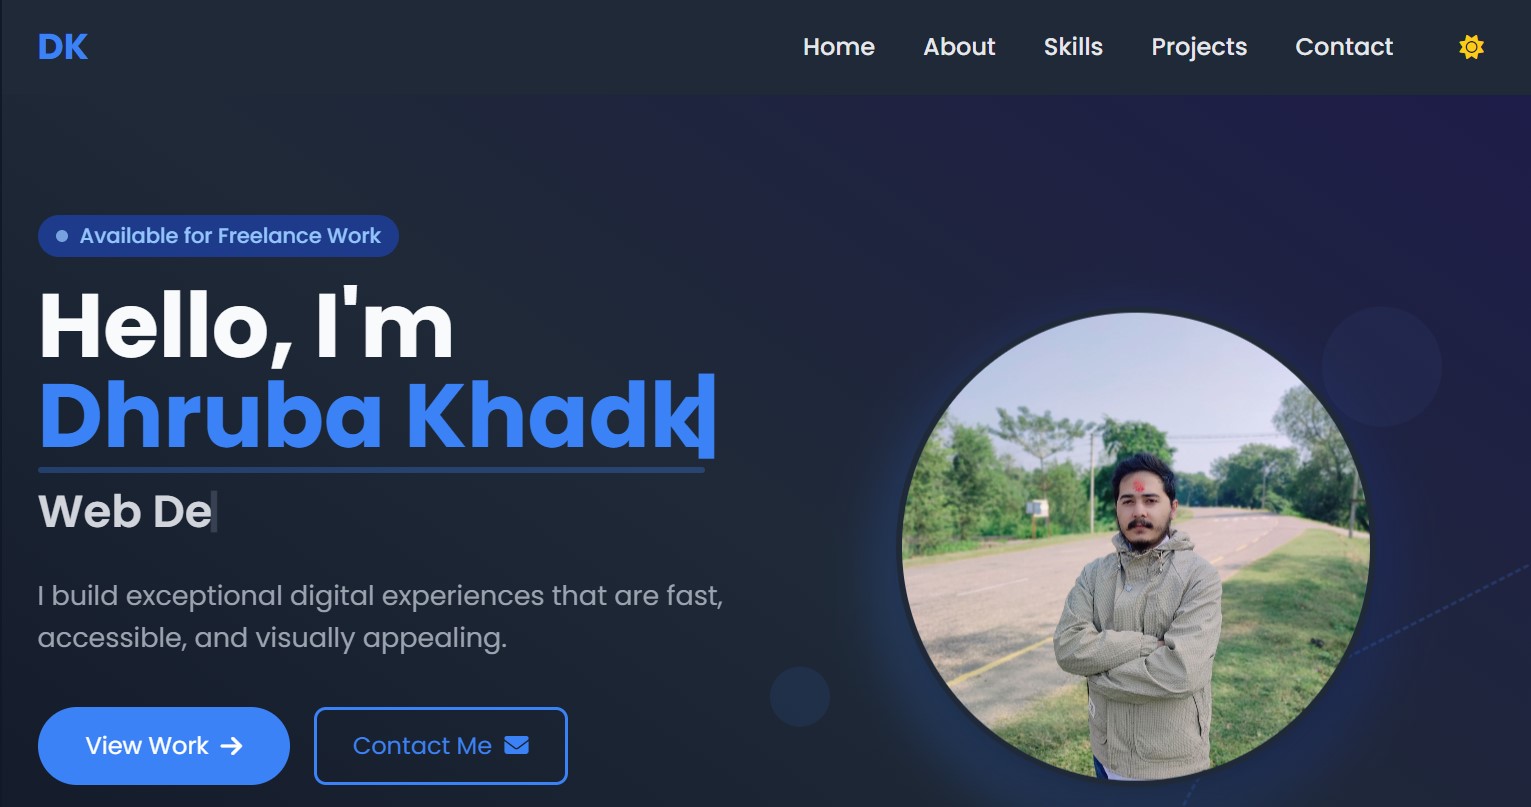 DK
Home About Skills Projects Contact
Available for Freelance Work
Hello, I'm
Dhruba Khadk
Web De
I build exceptional digital experiences that are fast,
accessible, and visually appealing.
View Work
Contact Me